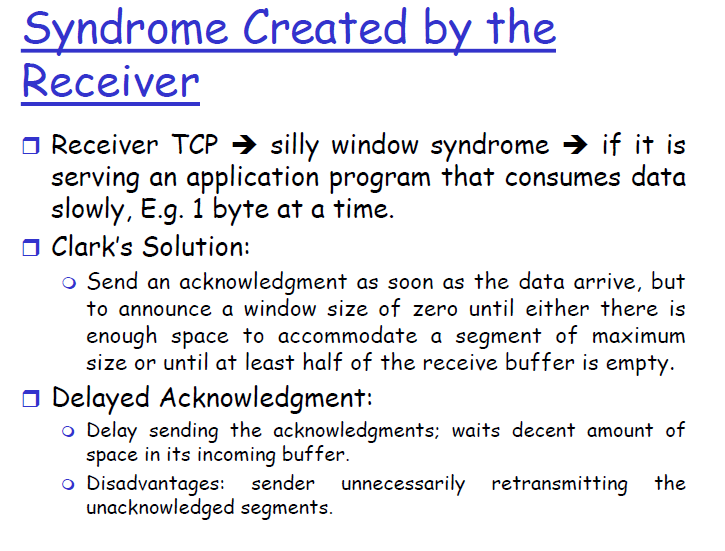 Syndrome Created by the
Receiver
❒ Receiver TCP ➔ silly window syndrome ➔ if it is
serving an application program that consumes data
slowly, E.g. 1 byte at a time.
❒ Clark's Solution:
❍ Send an acknowledgment as soon as the data arrive, but
to announce a window size of zero until either there is
enough space to accommodate a segment of maximum
size or until at least half of the receive buffer is empty.
❒ Delayed Acknowledgment:
❍ Delay sending the acknowledgments; waits decent amount of
space in its incoming buffer.
❍ Disadvantages: sender unnecessarily retransmitting the
unacknowledged segments.